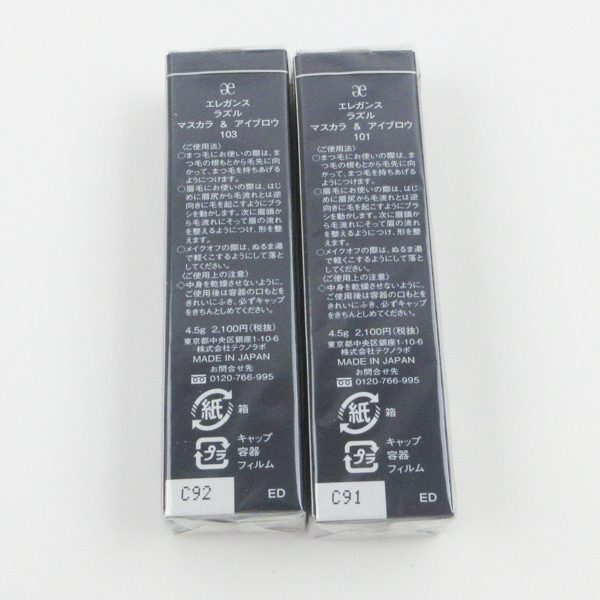 æ
エレガンス
ラズル
マスカラ & アイブロウ
103
〈ご使用法〉
○まつ毛にお使いの際は、ま
つ毛の根もとから毛先に向
かって、まつ毛を持ちあげる
ようにつけます。
○眉毛にお使いの際は、はじ
めに眉尻から毛流れとは逆
向きに毛を起こすようにブラ
シを動かします。次に眉頭か
ら毛流れにそって眉の流れ
を整えるようにつけ、形を整
えます。
○メイクオフの際は、ぬるま湯
で軽くこするようにして落と
してください。
〈ご使用上の注意〉
◇中身を乾燥させないように、
ご使用後は容器の口もとを
きれいにふき、必ずキャップ
をきちんとしめてください。
4.5g 2,100円(税抜)
東京都中央区銀座1-10-6
株式会社テクノラボ
MADE IN JAPAN
お問合せ先
0120-766-995
紙 箱
プラ キャップ
容器
フィルム
C92 ED
æ
エレガンス
ラズル
マスカラ & アイブロウ
101
〈ご使用法〉
○まつ毛にお使いの際は、ま
つ毛の根もとから毛先に向
かって、まつ毛を持ちあげる
ようにつけます。
○眉毛にお使いの際は、はじ
めに眉尻から毛流れとは逆
向きに毛を起こすようにブラ
シを動かします。次に眉頭か
ら毛流れにそって眉の流れ
を整えるようにつけ、形を整
えます。
○メイクオフの際は、ぬるま湯
で軽くこするようにして落と
してください。
〈ご使用上の注意〉
◇中身を乾燥させないように、
ご使用後は容器の口もとを
きれいにふき、必ずキャップ
をきちんとしめてください。
4.5g 2,100円(税抜)
東京都中央区銀座1-10-6
株式会社テクノラボ
MADE IN JAPAN
お問合せ先
0120-766-995
紙 箱
プラ キャップ
容器
フィルム
C91 ED